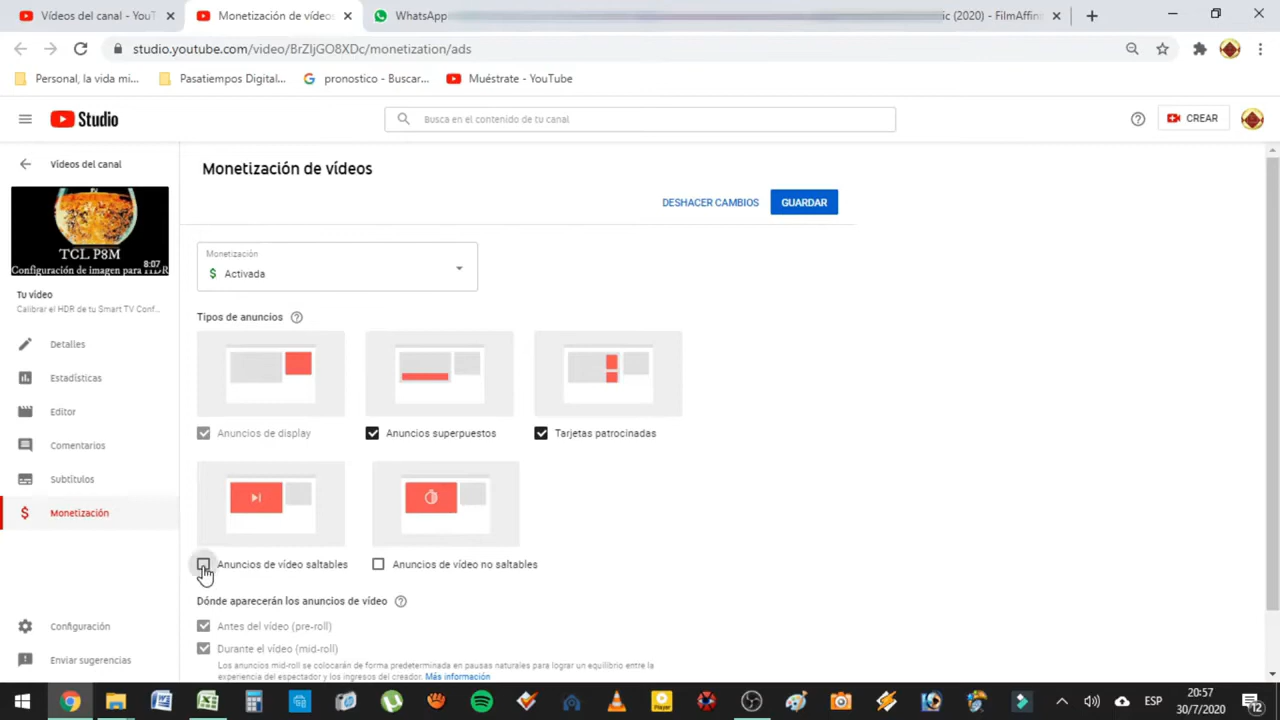 Vídeos del canal - YouT
Monetización de vídeos
WhatsApp
ic (2020) - FilmAffin
studio.youtube.com/video/BrZIjGO8XDc/monetization/ads
Personal, la vida mi...
Pasatiempos Digital...
pronostico - Buscar...
Muéstrate - YouTube
Studio
Busca en el contenido de tu canal
CREAR
Vídeos del canal
TCL P8M
Configuración de imagen para HDR
8:07
Tu vídeo
Calibrar el HDR de tu Smart TV Conf...
Detalles
Estadísticas
Editor
Comentarios
Subtítulos
Monetización
Configuración
Enviar sugerencias
Monetización de vídeos
DESHACER CAMBIOS
GUARDAR
Monetización
Activada
Tipos de anuncios
Anuncios de display
Anuncios superpuestos
Tarjetas patrocinadas
Anuncios de vídeo saltables
Anuncios de vídeo no saltables
Dónde aparecerán los anuncios de vídeo
Antes del vídeo (pre-roll)
Durante el vídeo (mid-roll)
Los anuncios mid-roll se colocarán de forma predeterminada en pausas naturales para lograr un equilibrio entre la
experiencia del espectador y los ingresos del creador. Más información
Player
ESP
20:57
30/7/2020
12